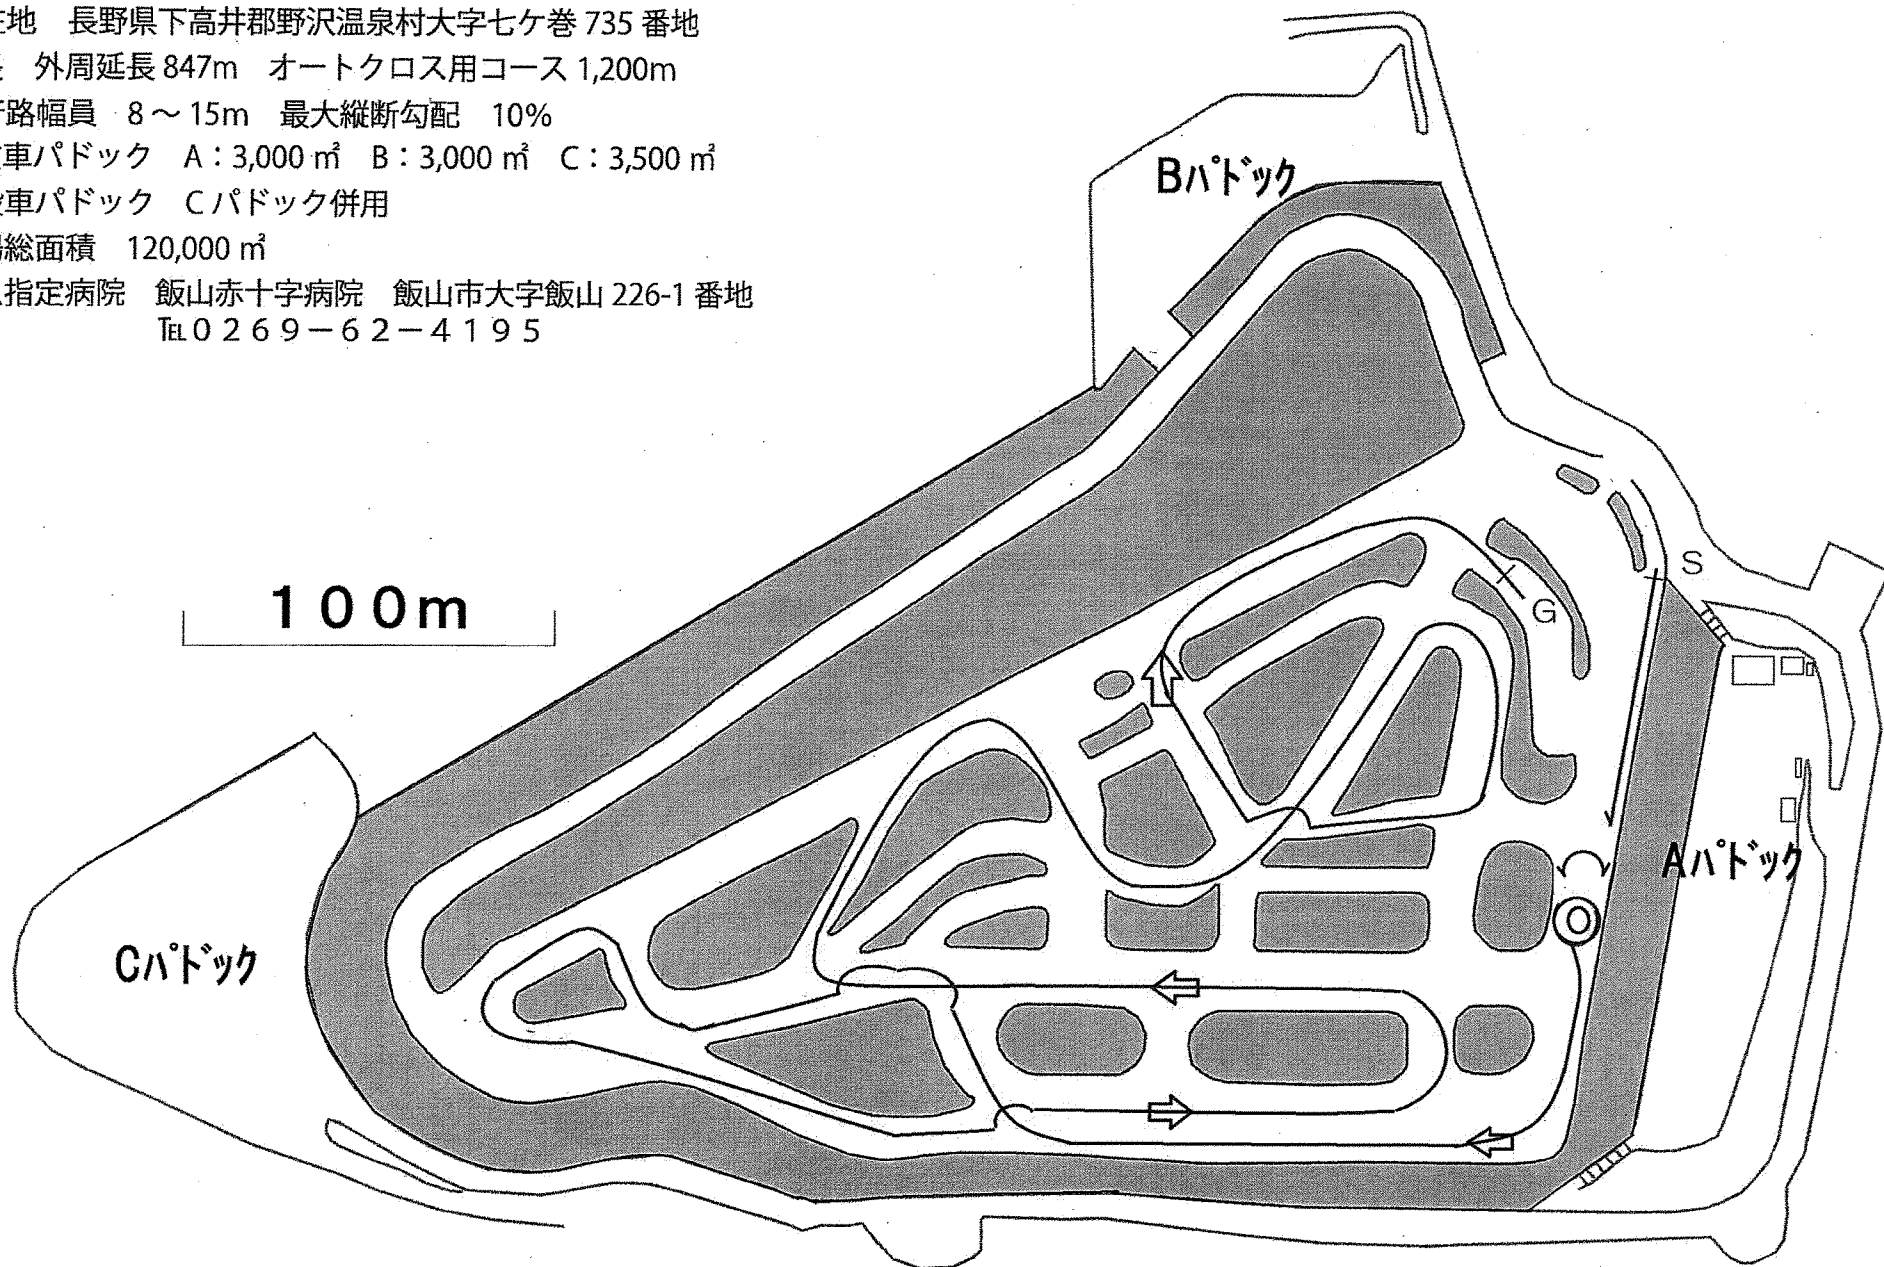 在地　長野県下高井郡野沢温泉村大字七ケ巻 735 番地
長　外周延長 847m　オートクロス用コース 1,200m
路幅員　8～15m　最大縦断勾配　10%
車パドック　A：3,000 ㎡　B：3,000 ㎡　C：3,500 ㎡
車パドック　C パドック併用
総面積　120,000 ㎡
指定病院　飯山赤十字病院　飯山市大字飯山 226-1 番地
℡０２６９－６２－４１９５
Bパドック
S
１００m
G
Aパドック
Cパドック